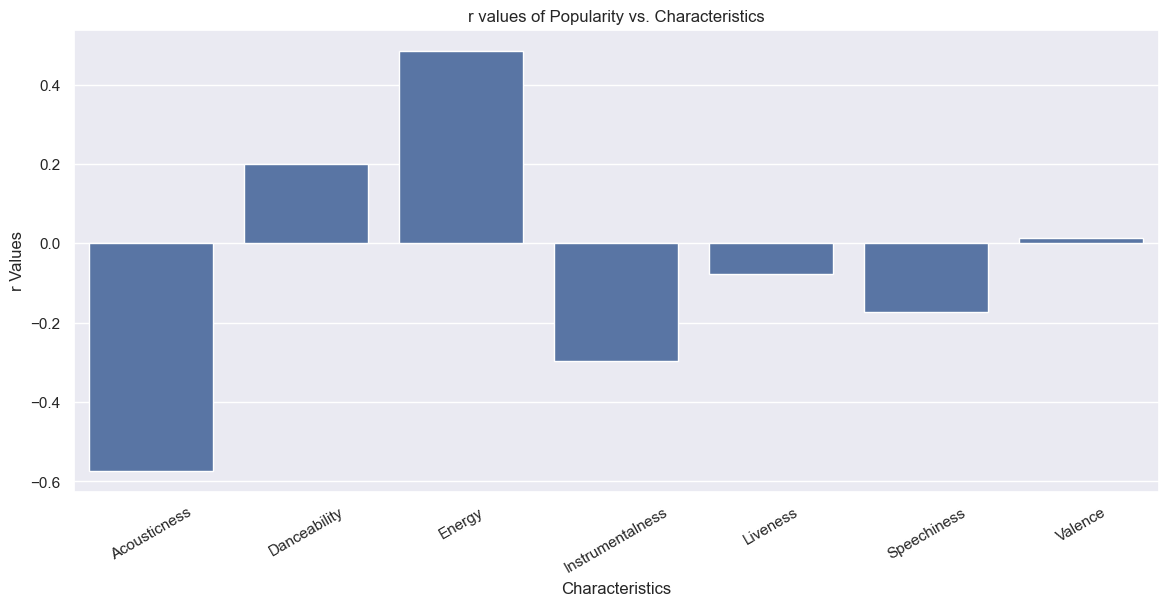 r values of Popularity vs. Characteristics
0.4
0.2
0.0
−0.2
−0.4
−0.6
r Values
Acousticness
Danceability
Energy
Instrumentalness
Liveness
Speechiness
Valence
Characteristics